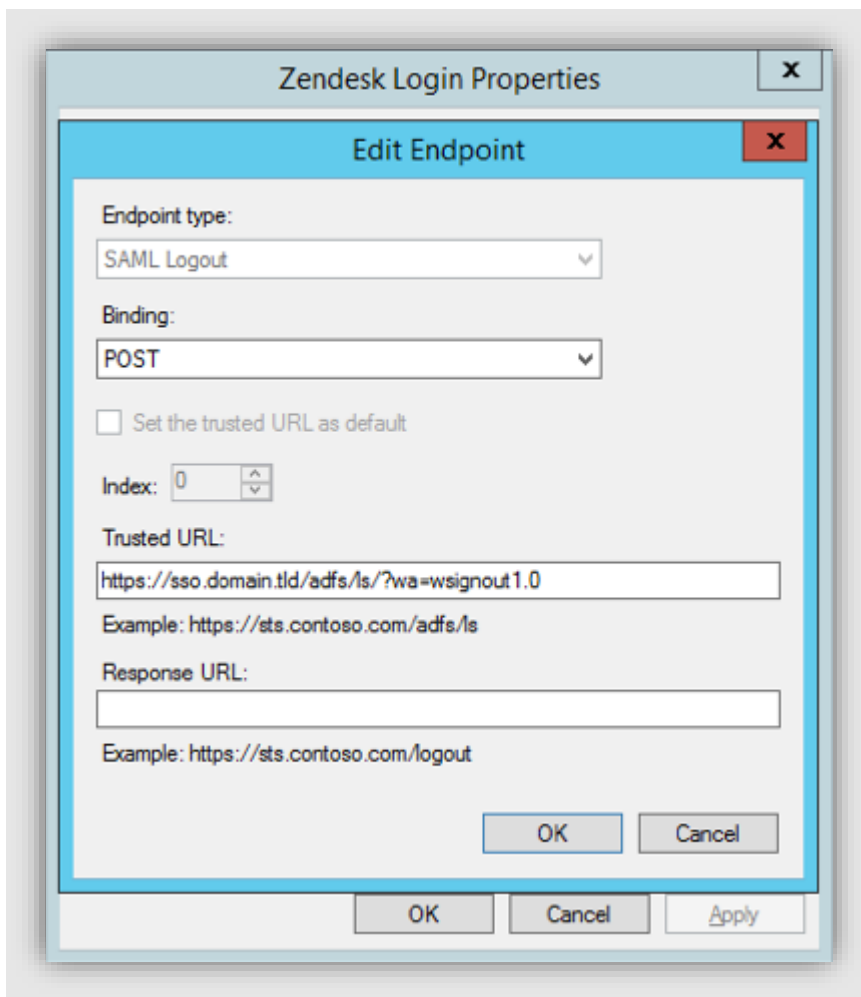 Zendesk Login Properties
x
Edit Endpoint
x
Endpoint type:
SAML Logout
Binding:
POST
Set the trusted URL as default
Index: 0
Trusted URL:
https://sso.domain.tld/adfs/ls/?wa=wsignout1.0
Example: https://sts.contoso.com/adfs/ls
Response URL:
Example: https://sts.contoso.com/logout
OK Cancel
OK Cancel Apply